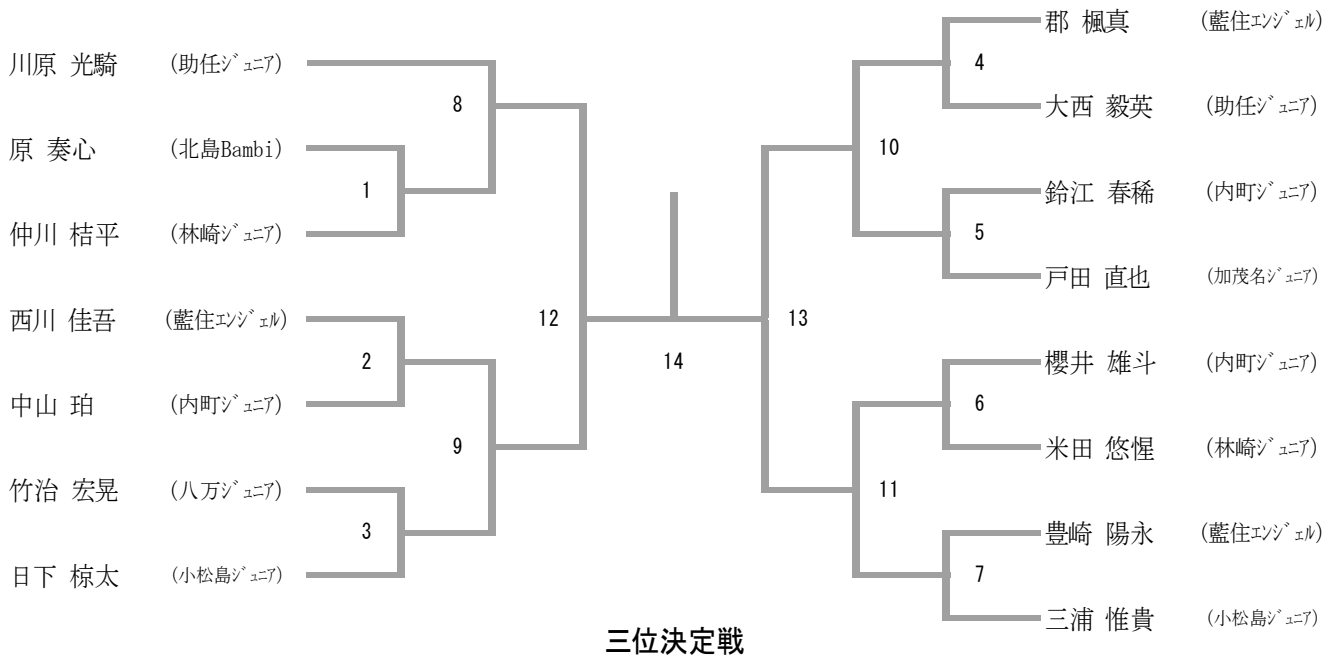 川原 光騎 (助任ジュニア)
8
原 奏心 (北島Bambi)
1
仲川 桔平 (林崎ジュニア)
12
西川 佳吾 (藍住エンジェル)
2
中山 珀 (内町ジュニア)
9
竹治 宏晃 (八万ジュニア)
3
日下 椋太 (小松島ジュニア)
14
郡 楓真 (藍住エンジェル)
4
大西 毅英 (助任ジュニア)
10
鈴江 春稀 (内町ジュニア)
5
戸田 直也 (加茂名ジュニア)
13
櫻井 雄斗 (内町ジュニア)
6
米田 悠惺 (林崎ジュニア)
11
豊崎 陽永 (藍住エンジェル)
7
三浦 惟貴 (小松島ジュニア)
三位決定戦